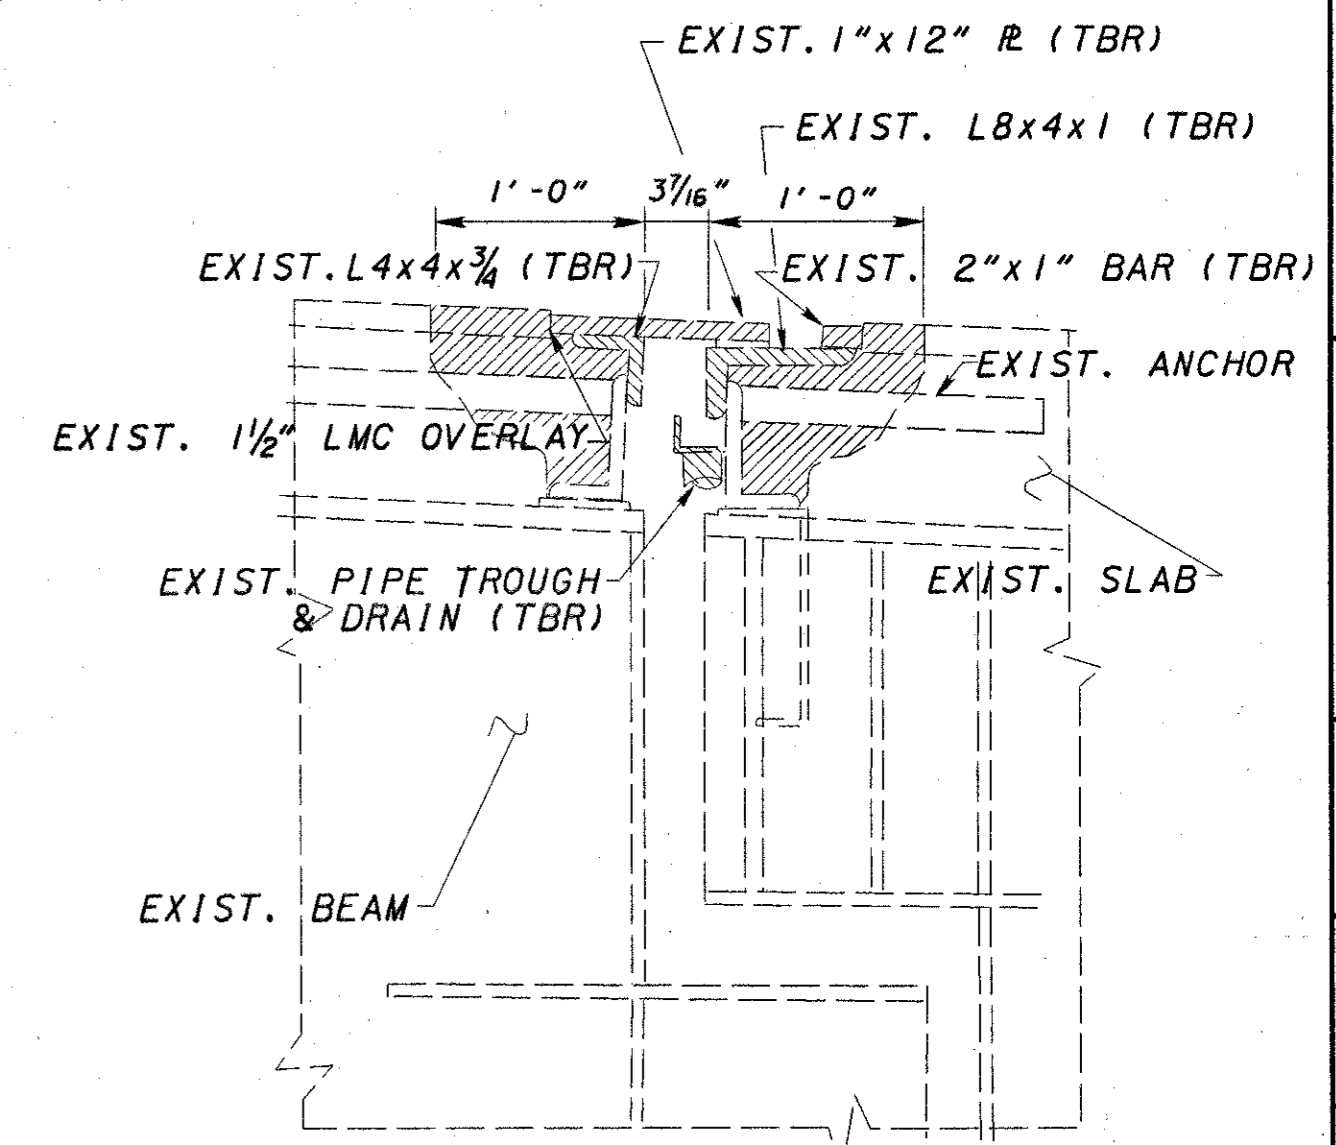 EXIST. 1"x12" ⅊ (TBR)
EXIST. L8x4x1 (TBR)
1'-0" 3 7/16" 1'-0"
EXIST. L4x4x3/4 (TBR)
EXIST. 2"x1" BAR (TBR)
EXIST. ANCHOR
EXIST. 1 1/2" LMC OVERLAY
EXIST. PIPE TROUGH
& DRAIN (TBR)
EXIST. SLAB
EXIST. BEAM